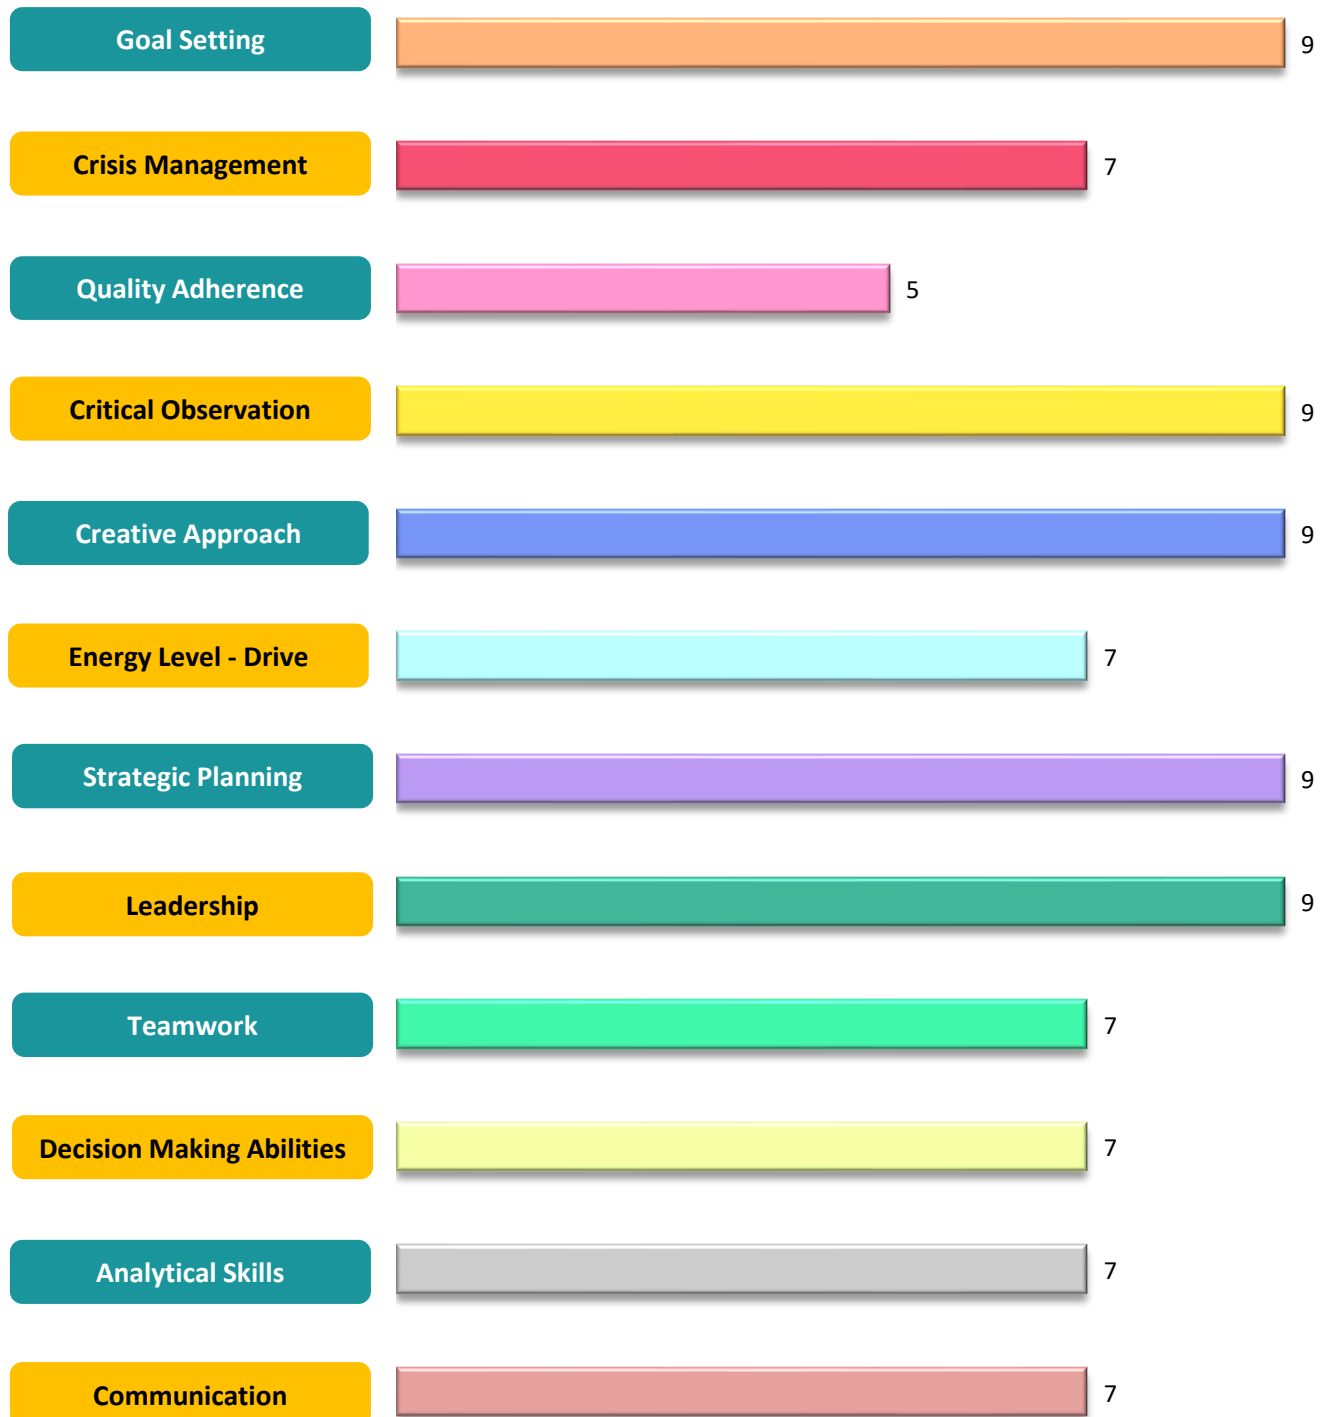 Goal Setting 9
Crisis Management 7
Quality Adherence 5
Critical Observation 9
Creative Approach 9
Energy Level - Drive 7
Strategic Planning 9
Leadership 9
Teamwork 7
Decision Making Abilities 7
Analytical Skills 7
Communication 7